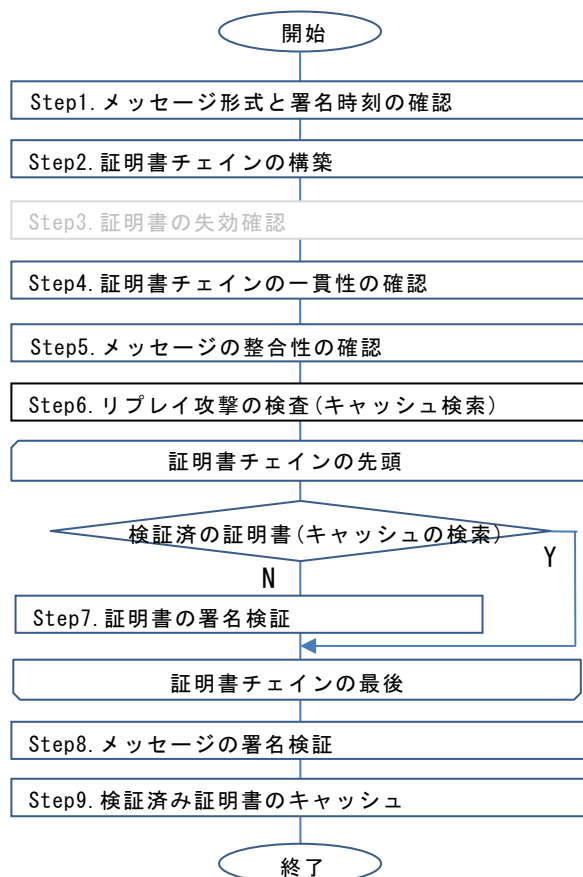 開始
Step1.メッセージ形式と署名時刻の確認
Step2.証明書チェインの構築
Step3.証明書の失効確認
Step4.証明書チェインの一貫性の確認
Step5.メッセージの整合性の確認
Step6.リプレイ攻撃の検査(キャッシュ検索)
証明書チェインの先頭
検証済の証明書(キャッシュの検索)
Y
N
Step7.証明書の署名検証
証明書チェインの最後
Step8.メッセージの署名検証
Step9.検証済み証明書のキャッシュ
終了